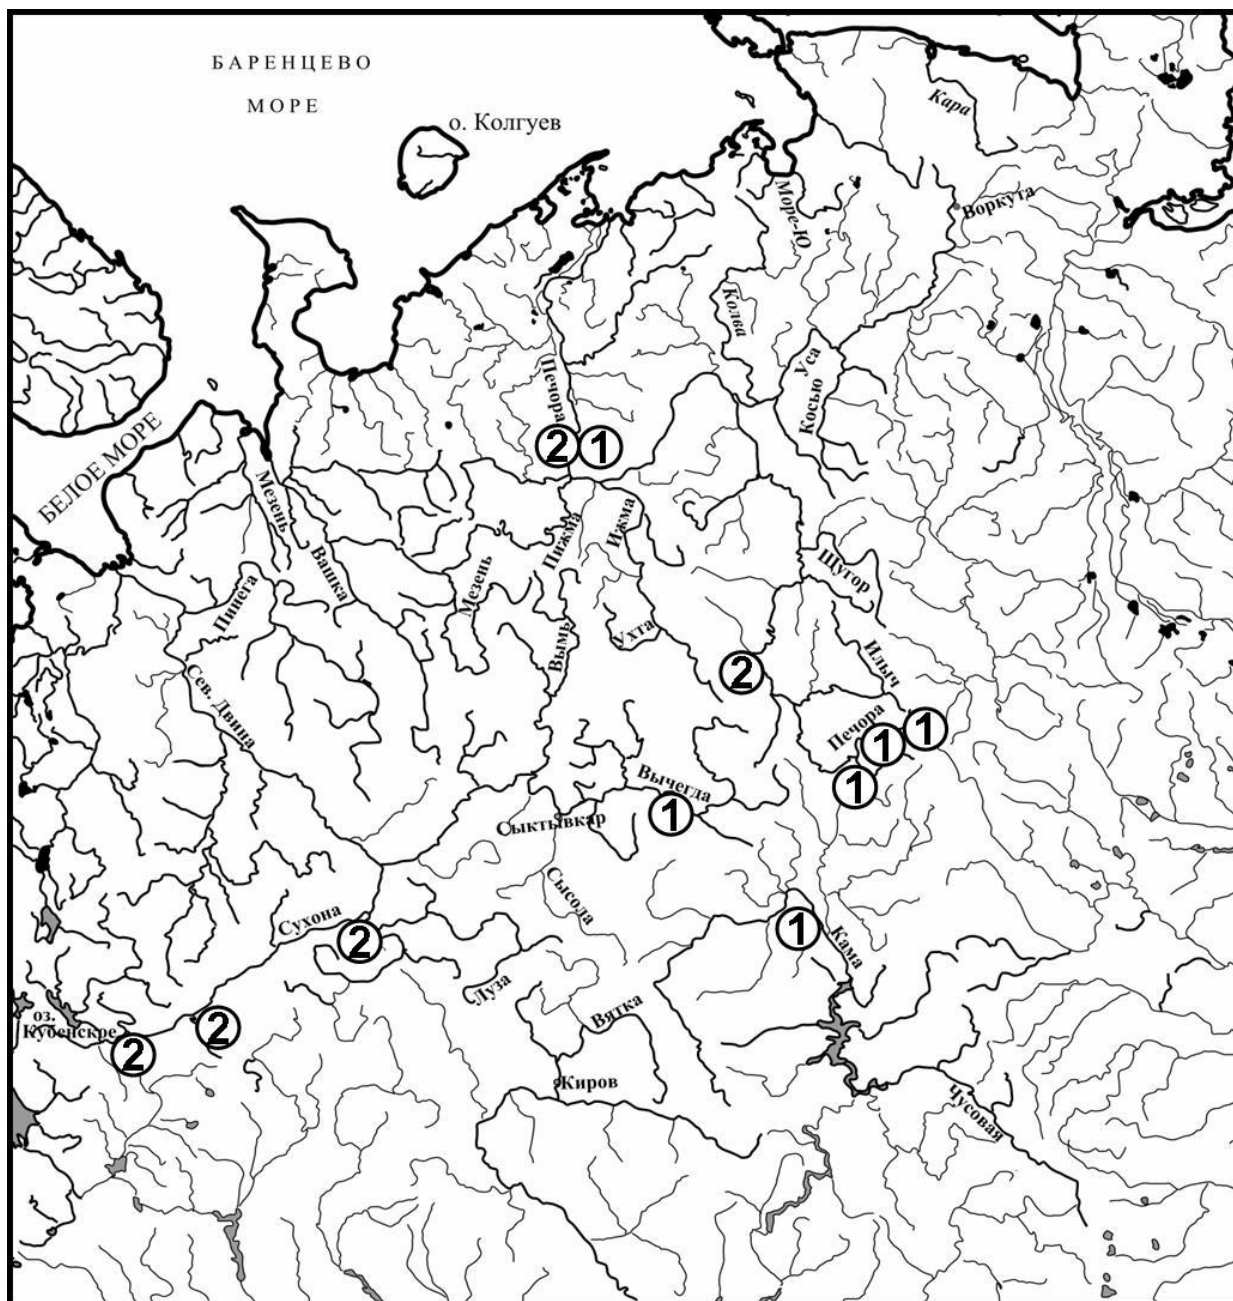 БАРЕНЦЕВО
МОРЕ
о. Колгуев
Кара
Воркута
Море-Ю
Колва
Уса
Косью
Печора
БЕЛОЕ МОРЕ
2
1
Мезень
Вашка
Пинега
Мезень
Пижма
Ижма
Щугор
Вымь
Ухта
Илыч
2
Сев. Двина
Печора
1
1
1
Вычегда
1
Сыктывкар
Сысола
Сухона
2
1
Кама
Луза
Вятка
оз.
Кубенское
2
2
Киров
Чусовая